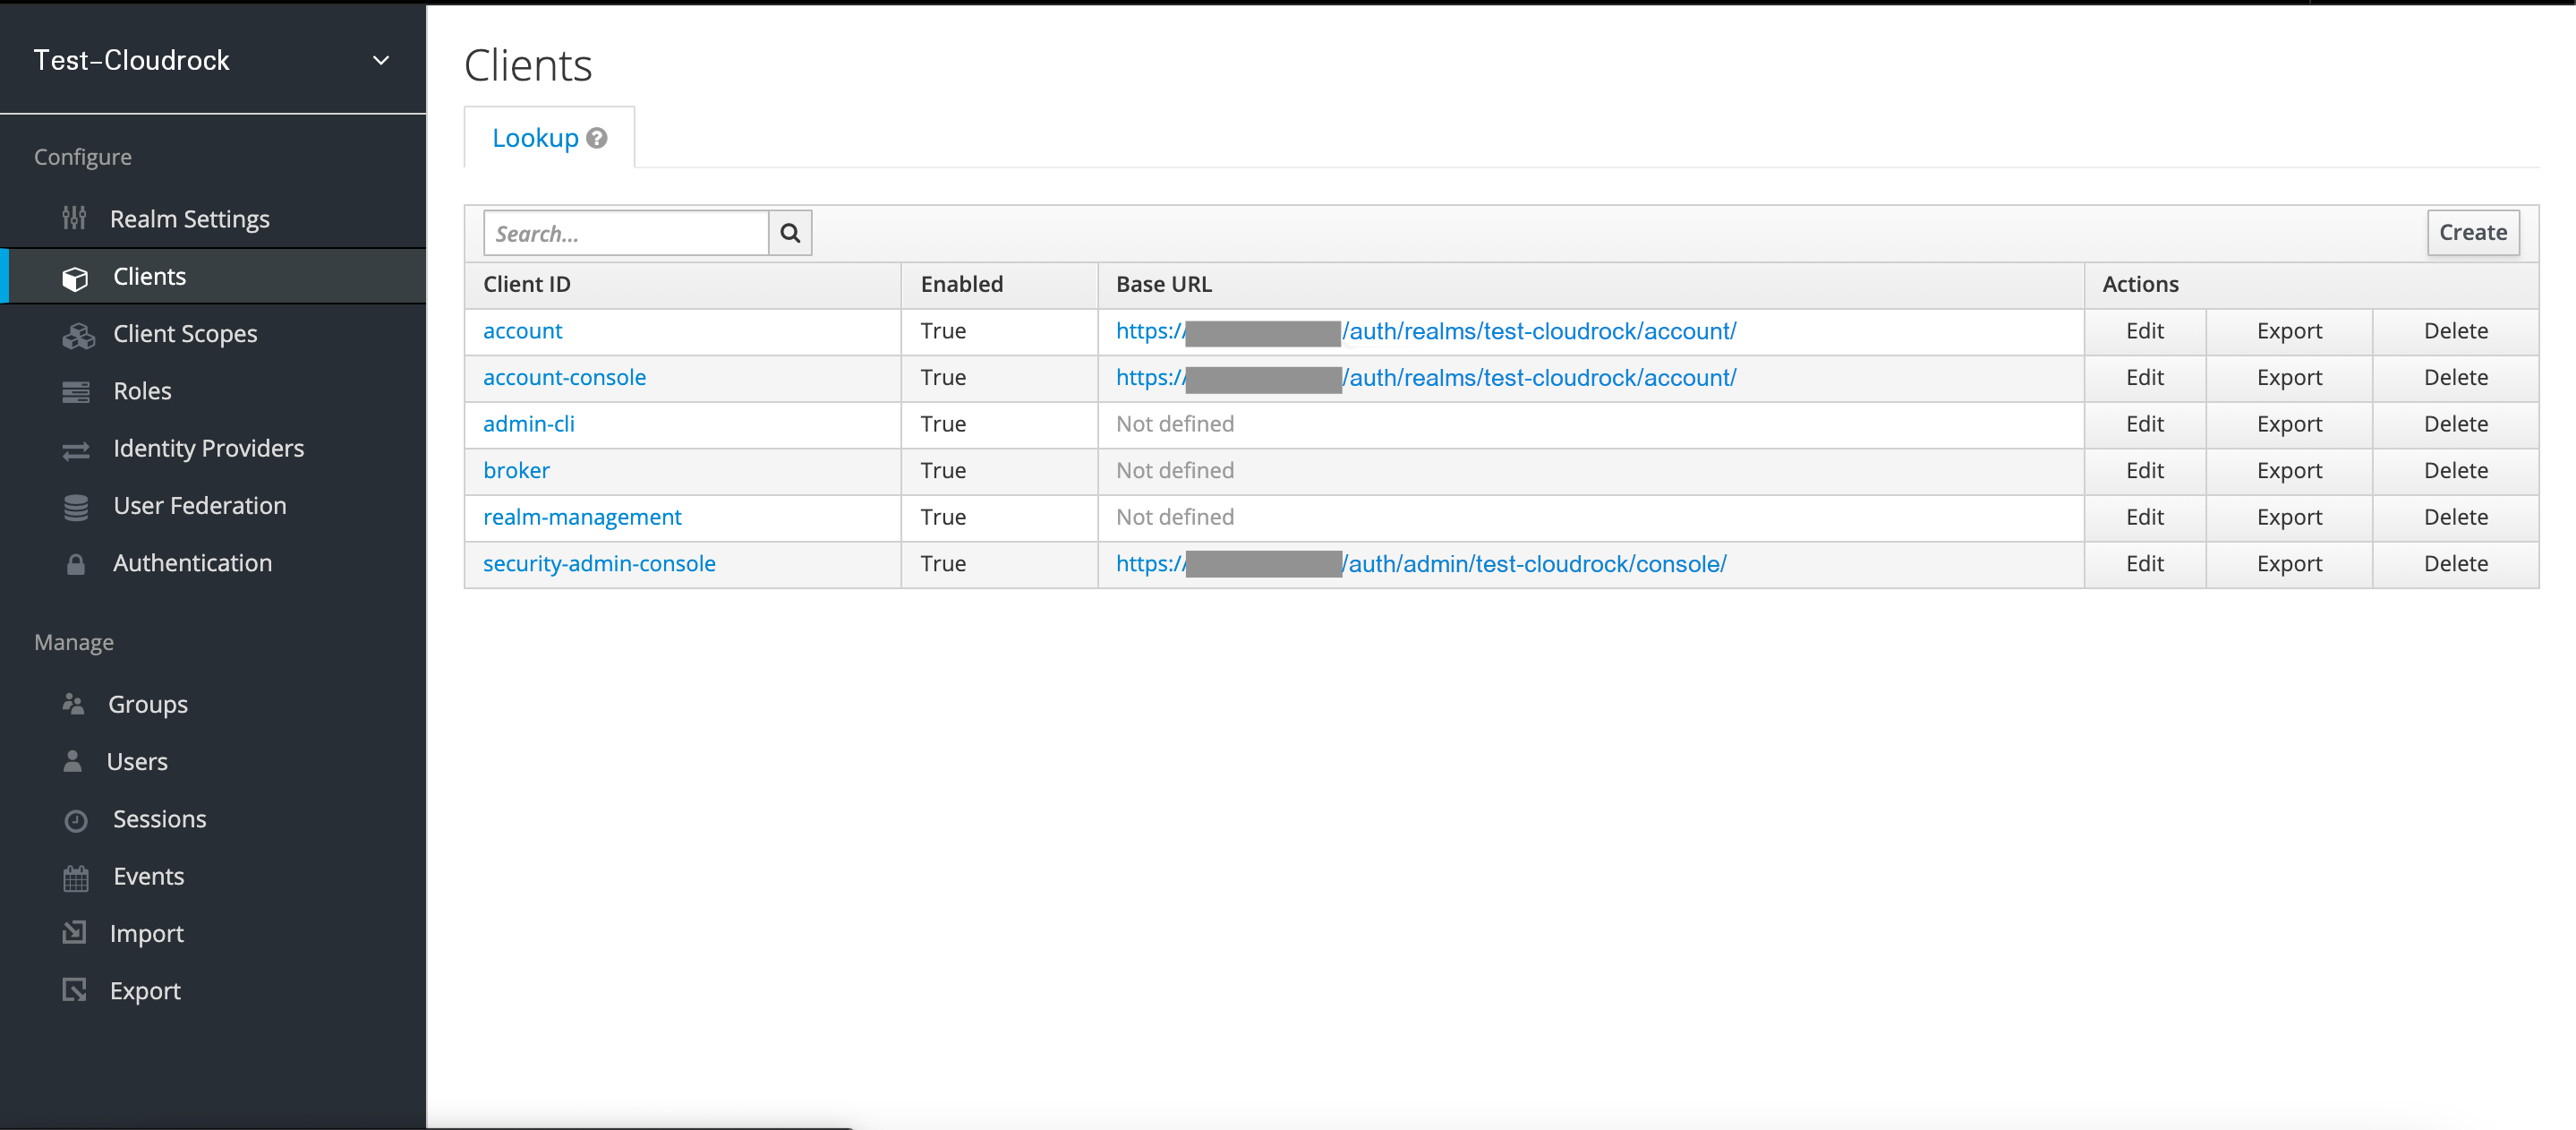 Test-Cloudrock
Configure
Realm Settings
Clients
Client Scopes
Roles
Identity Providers
User Federation
Authentication
Manage
Groups
Users
Sessions
Events
Import
Export
Clients
Lookup
Search...
Create
Client ID Enabled Base URL Actions
account True https:// /auth/realms/test-cloudrock/account/ Edit Export Delete
account-console True https:// /auth/realms/test-cloudrock/account/ Edit Export Delete
admin-cli True Not defined Edit Export Delete
broker True Not defined Edit Export Delete
realm-management True Not defined Edit Export Delete
security-admin-console True https:// /auth/admin/test-cloudrock/console/ Edit Export Delete